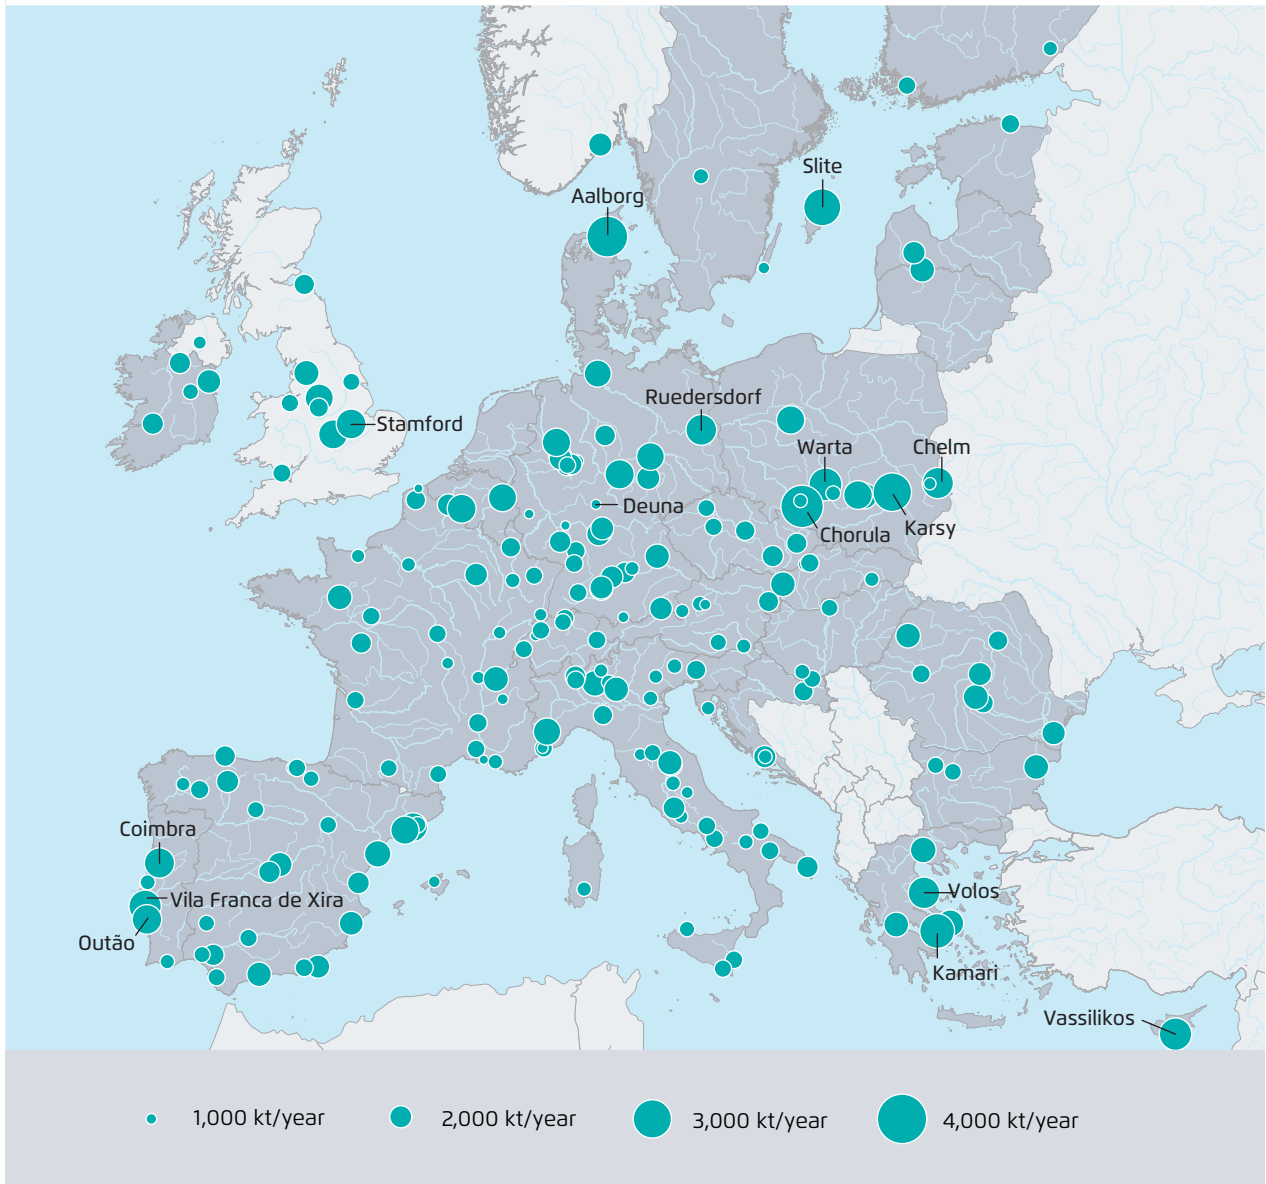 Slite
Aalborg
Ruedersdorf
Stamford
Warta
Chelm
Deuna
Chorula
Karsy
Coimbra
Vila Franca de Xira
Outão
Volos
Kamari
Vassilikos
1,000 kt/year
2,000 kt/year
3,000 kt/year
4,000 kt/year